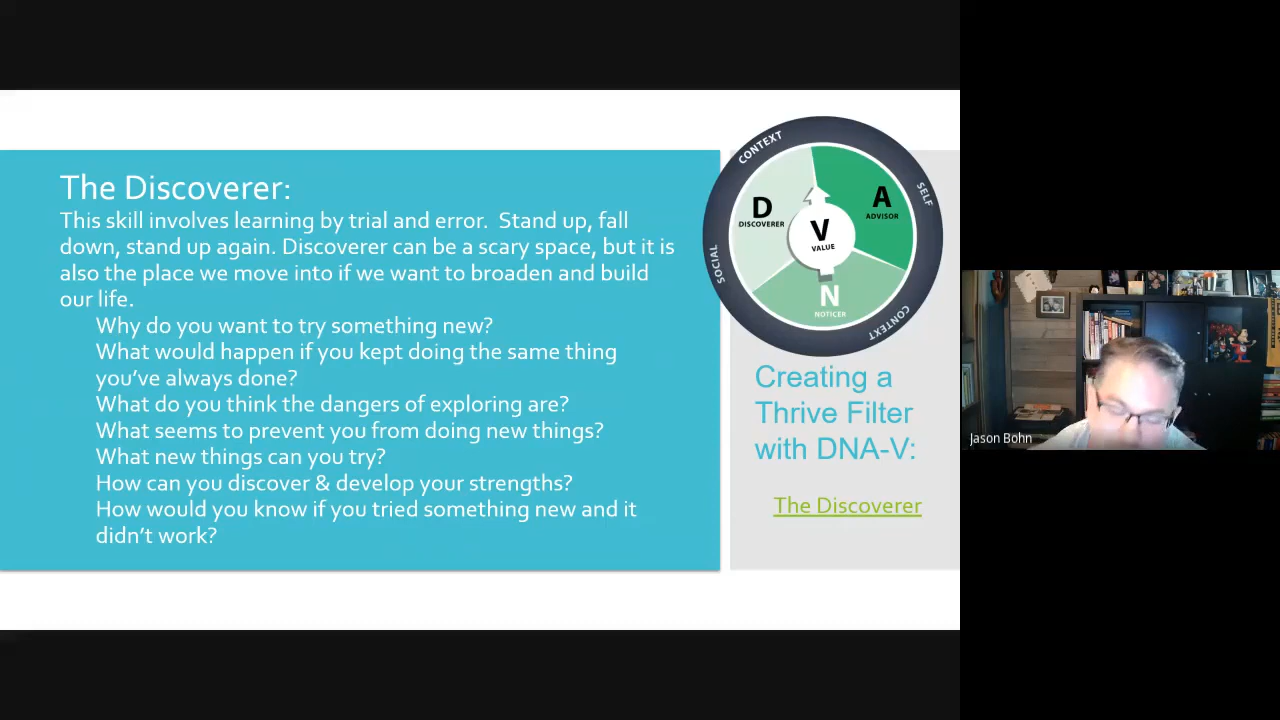 The Discoverer:
This skill involves learning by trial and error.  Stand up, fall
down, stand up again. Discoverer can be a scary space, but it is
also the place we move into if we want to broaden and build
our life.
Why do you want to try something new?
What would happen if you kept doing the same thing
you’ve always done?
What do you think the dangers of exploring are?
What seems to prevent you from doing new things?
What new things can you try?
How can you discover & develop your strengths?
How would you know if you tried something new and it
didn’t work?
CONTEXT
SELF
CONTEXT
SOCIAL
D
DISCOVERER
A
ADVISOR
V
VALUE
N
NOTICER
Creating a
Thrive Filter
with DNA-V:
The Discoverer
Jason Bohn